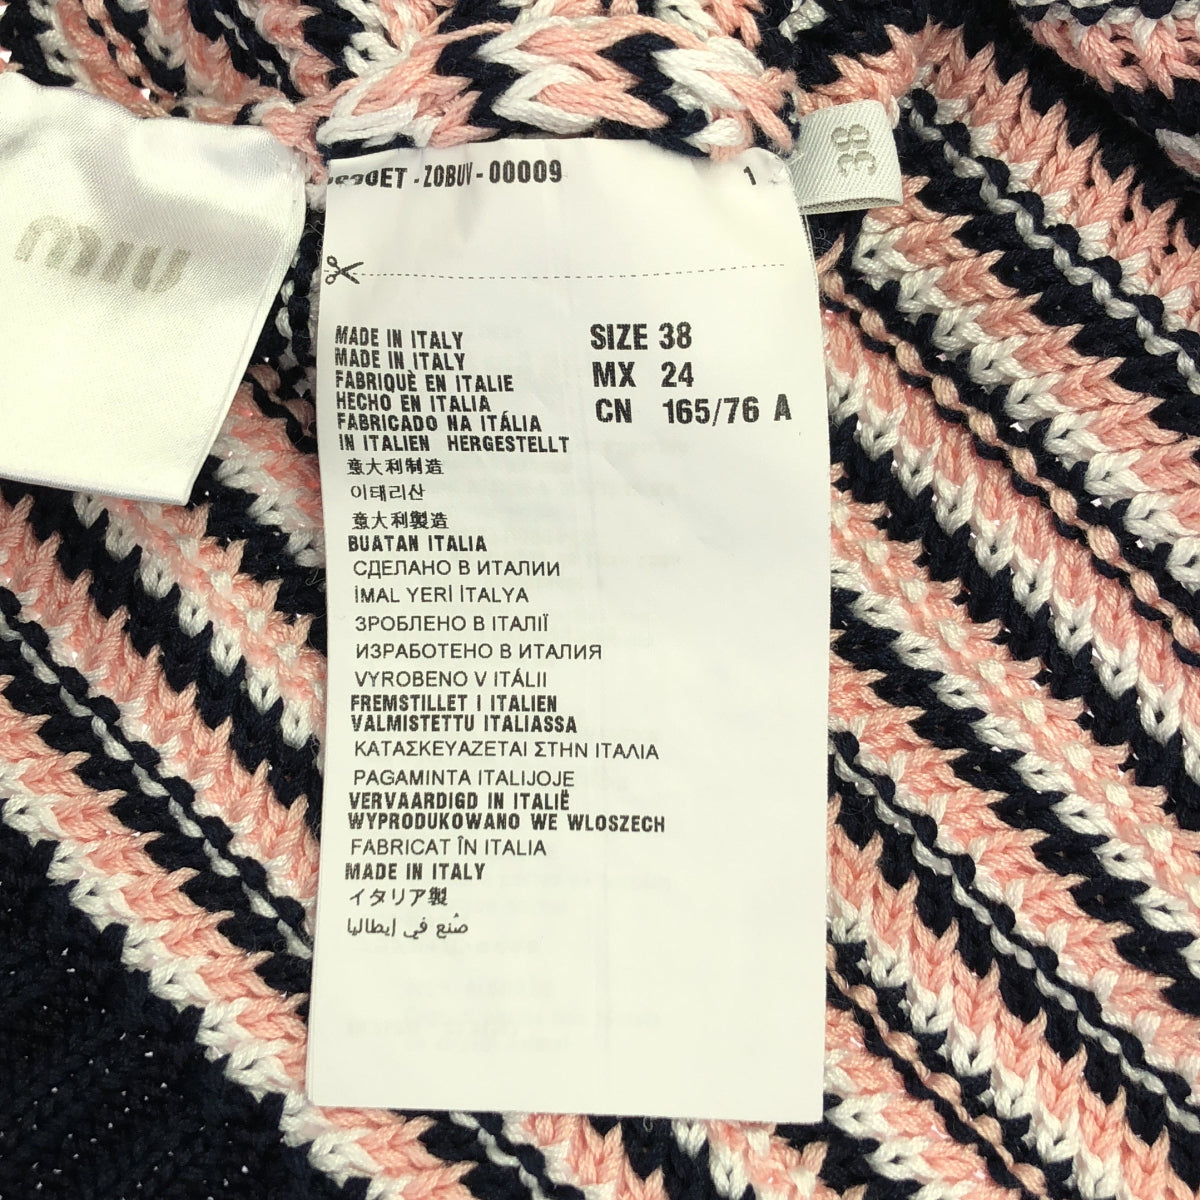 -ZOBUV-00009 1
38
MADE IN ITALY
MADE IN ITALY
FABRIQUÈ EN ITALIE
HECHO EN ITALIA
FABRICADO NA ITÁLIA
IN ITALIEN HERGESTELLT
意大利制造
이태리산
意大利製造
BUATAN ITALIA
СДЕЛАНО В ИТАЛИИ
İMAL YERİ İTALYA
ЗРОБЛЕНО В ІТАЛІЇ
ИЗРАБОТЕНО В ИТАЛИЯ
VYROBENO V ITÁLII
FREMSTILLET I ITALIEN
VALMISTETTU ITALIASSA
ΚΑΤΑΣΚΕΥΑΖΕΤΑΙ ΣΤΗΝ ΙΤΑΛΙΑ
PAGAMINTA ITALIJOJE
VERVAARDIGD IN ITALIË
WYPRODUKOWANO WE WLOSZECH
FABRICAT ÎN ITALIA
MADE IN ITALY
イタリア製
صُنع في إيطاليا
SIZE 38
MX 24
CN 165/76 A